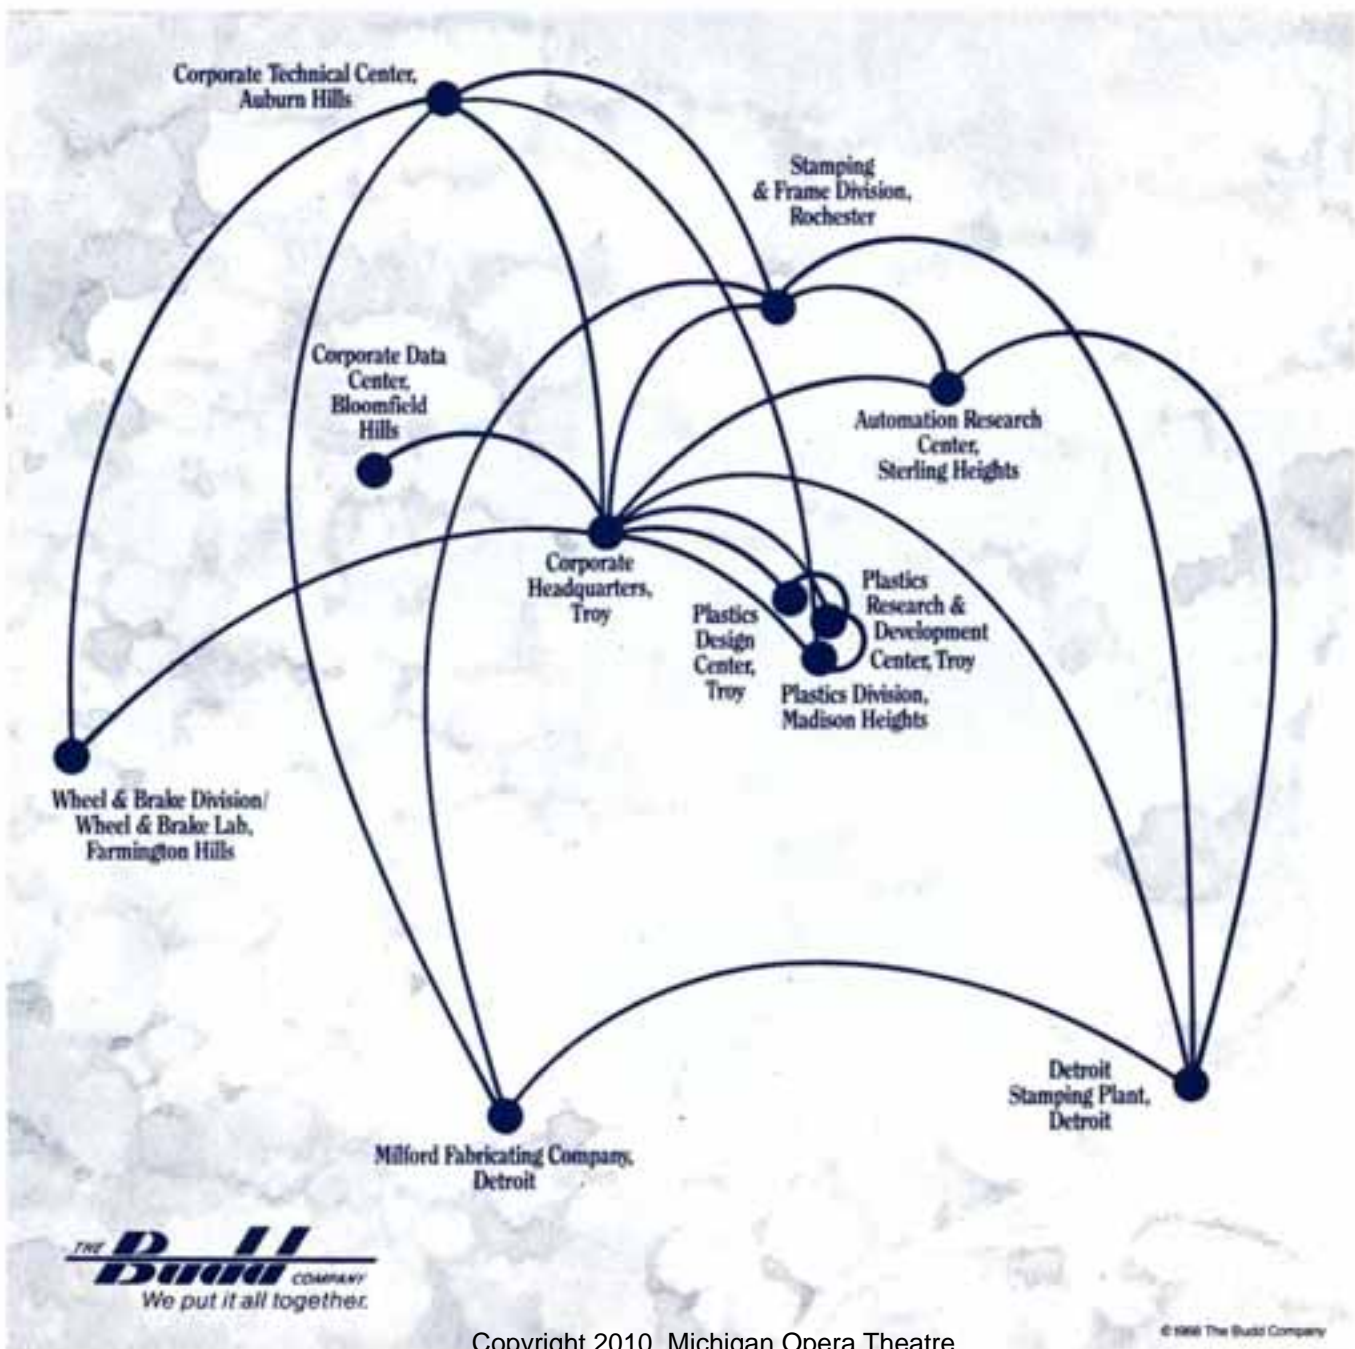 Corporate Technical Center,
Auburn Hills
Stamping
& Frame Division,
Rochester
Corporate Data
Center,
Bloomfield
Hills
Automation Research
Center,
Sterling Heights
Corporate
Headquarters,
Troy
Plastics
Design
Center,
Troy
Plastics
Research &
Development
Center, Troy
Plastics Division,
Madison Heights
Wheel & Brake Division/
Wheel & Brake Lab,
Farmington Hills
Detroit
Stamping Plant,
Detroit
Milford Fabricating Company,
Detroit
THE
Budd
COMPANY
We put it all together.
© The Budd Company
Copyright 2010, Michigan Opera Theatre